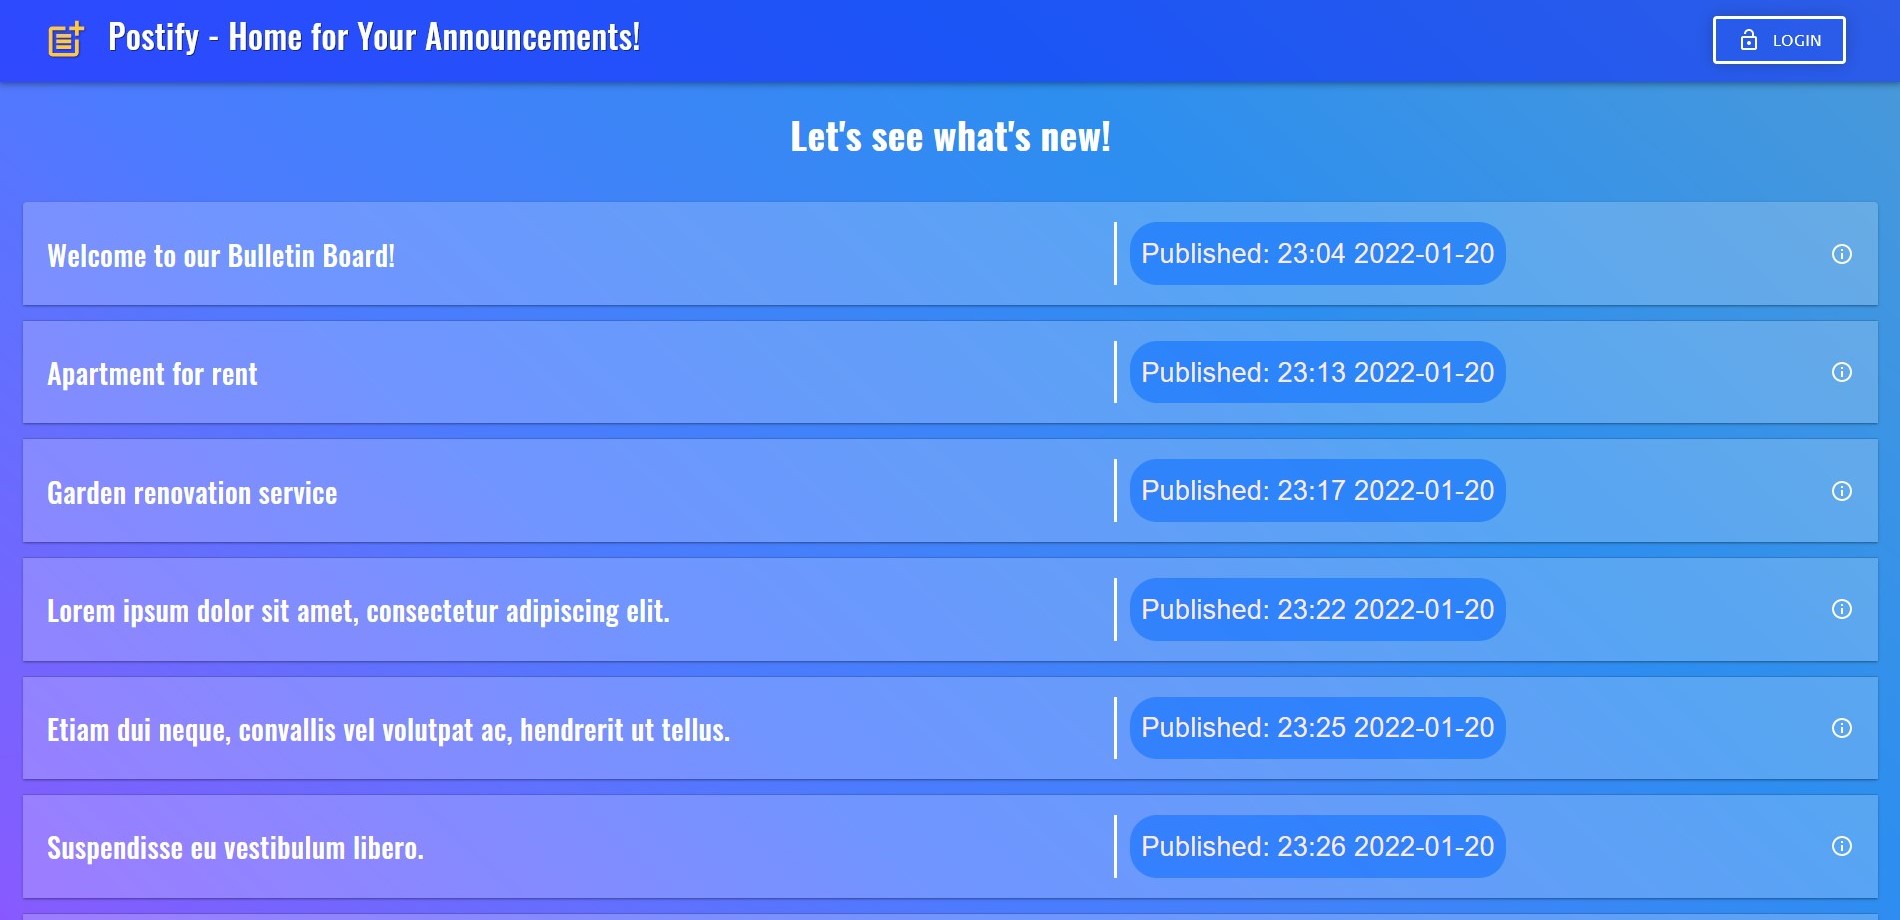 Postify - Home for Your Announcements!
LOGIN
Let's see what's new!
Welcome to our Bulletin Board!
Published: 23:04 2022-01-20
Apartment for rent
Published: 23:13 2022-01-20
Garden renovation service
Published: 23:17 2022-01-20
Lorem ipsum dolor sit amet, consectetur adipiscing elit.
Published: 23:22 2022-01-20
Etiam dui neque, convallis vel volutpat ac, hendrerit ut tellus.
Published: 23:25 2022-01-20
Suspendisse eu vestibulum libero.
Published: 23:26 2022-01-20